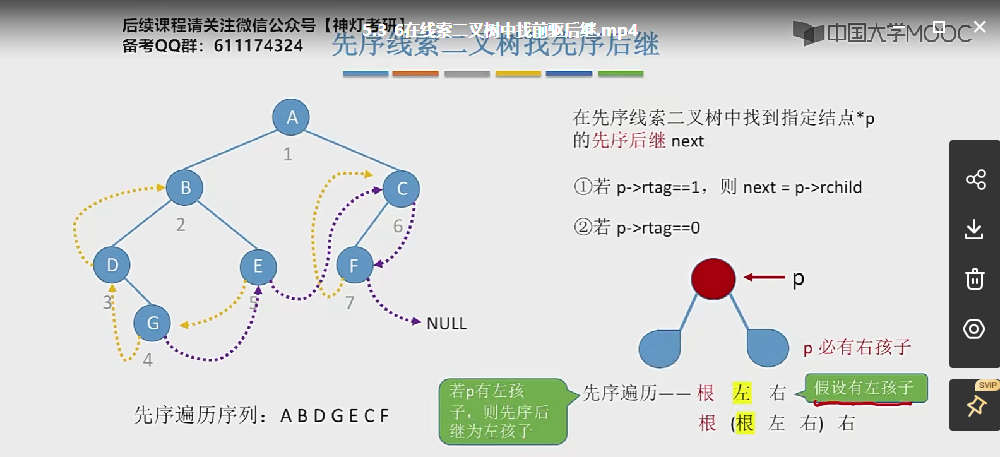 后续课程请关注微信公众号【神灯考研】
备考QQ群：611174324
5.3_6在线索二叉树中找前驱后继.mp4
中国大学MOOC
先序线索二叉树找先序后继
A
1
B
2
C
6
D
3
E
5
F
7
G
4
NULL
先序遍历序列：A B D G E C F
在先序线索二叉树中找到指定结点*p
的先序后继 next
①若 p->rtag==1，则 next = p->rchild
②若 p->rtag==0
p
p 必有右孩子
若p有左孩
子，则先序后
继为左孩子
先序遍历—— 根 左 右
假设有左孩子
根 (根 左 右) 右
SVIP